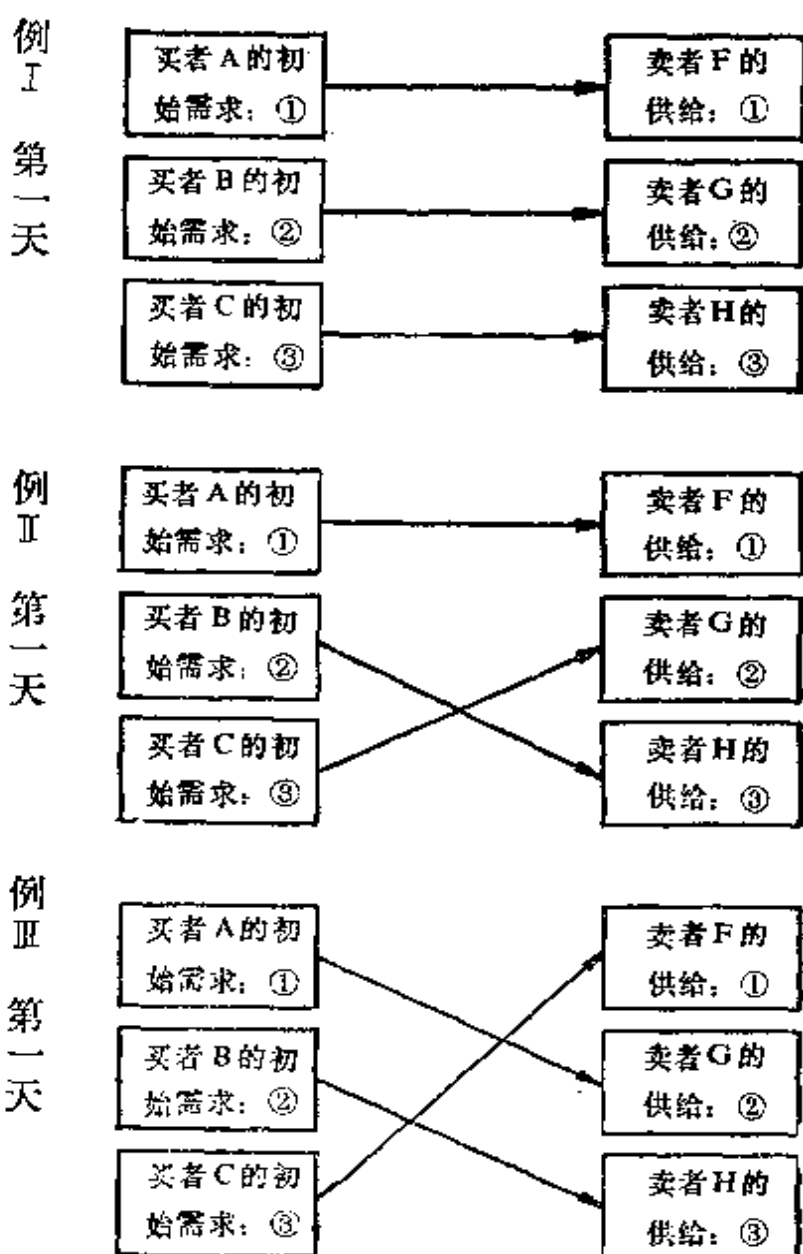 例Ⅰ 第一天
买者A的初
始需求：①
卖者F的
供给：①
买者B的初
始需求：②
卖者G的
供给：②
买者C的初
始需求：③
卖者H的
供给：③
例Ⅱ 第一天
买者A的初
始需求：①
卖者F的
供给：①
买者B的初
始需求：②
卖者G的
供给：②
买者C的初
始需求：③
卖者H的
供给：③
例Ⅲ 第一天
买者A的初
始需求：①
卖者F的
供给：①
买者B的初
始需求：②
卖者G的
供给：②
买者C的初
始需求：③
卖者H的
供给：③